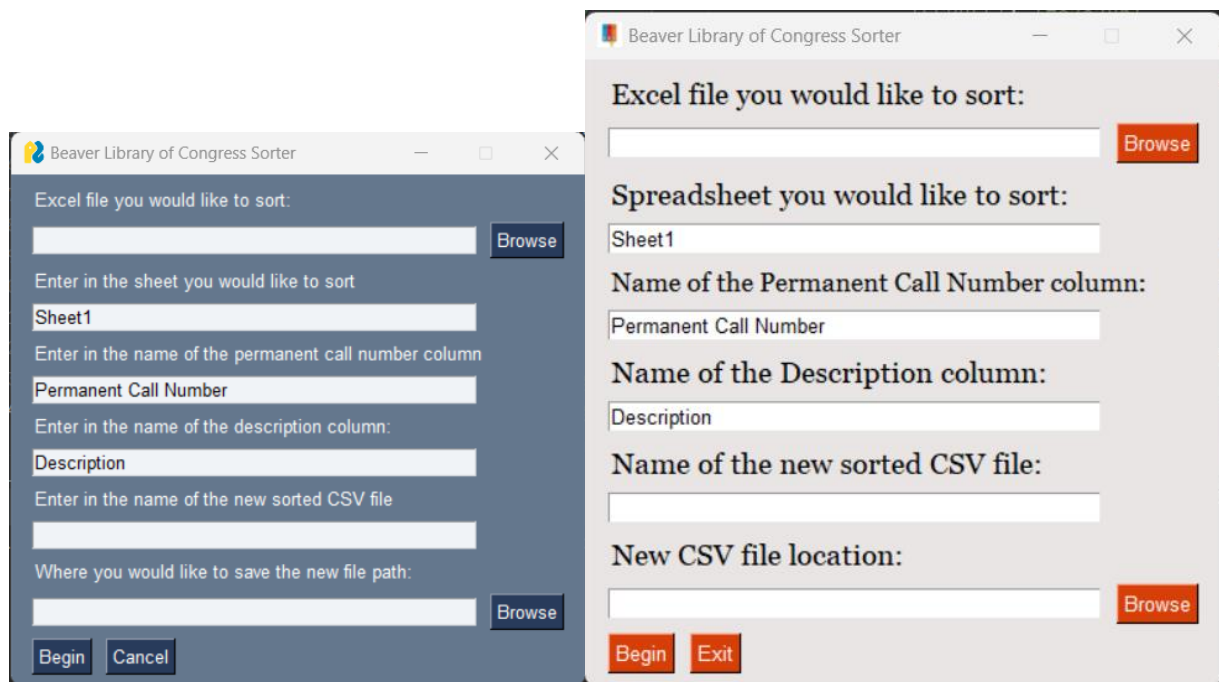 Beaver Library of Congress Sorter
Excel file you would like to sort:
Browse
Enter in the sheet you would like to sort
Sheet1
Enter in the name of the permanent call number column
Permanent Call Number
Enter in the name of the description column:
Description
Enter in the name of the new sorted CSV file
Where you would like to save the new file path:
Browse
Begin Cancel
Beaver Library of Congress Sorter
Excel file you would like to sort:
Browse
Spreadsheet you would like to sort:
Sheet1
Name of the Permanent Call Number column:
Permanent Call Number
Name of the Description column:
Description
Name of the new sorted CSV file:
New CSV file location:
Browse
Begin Exit